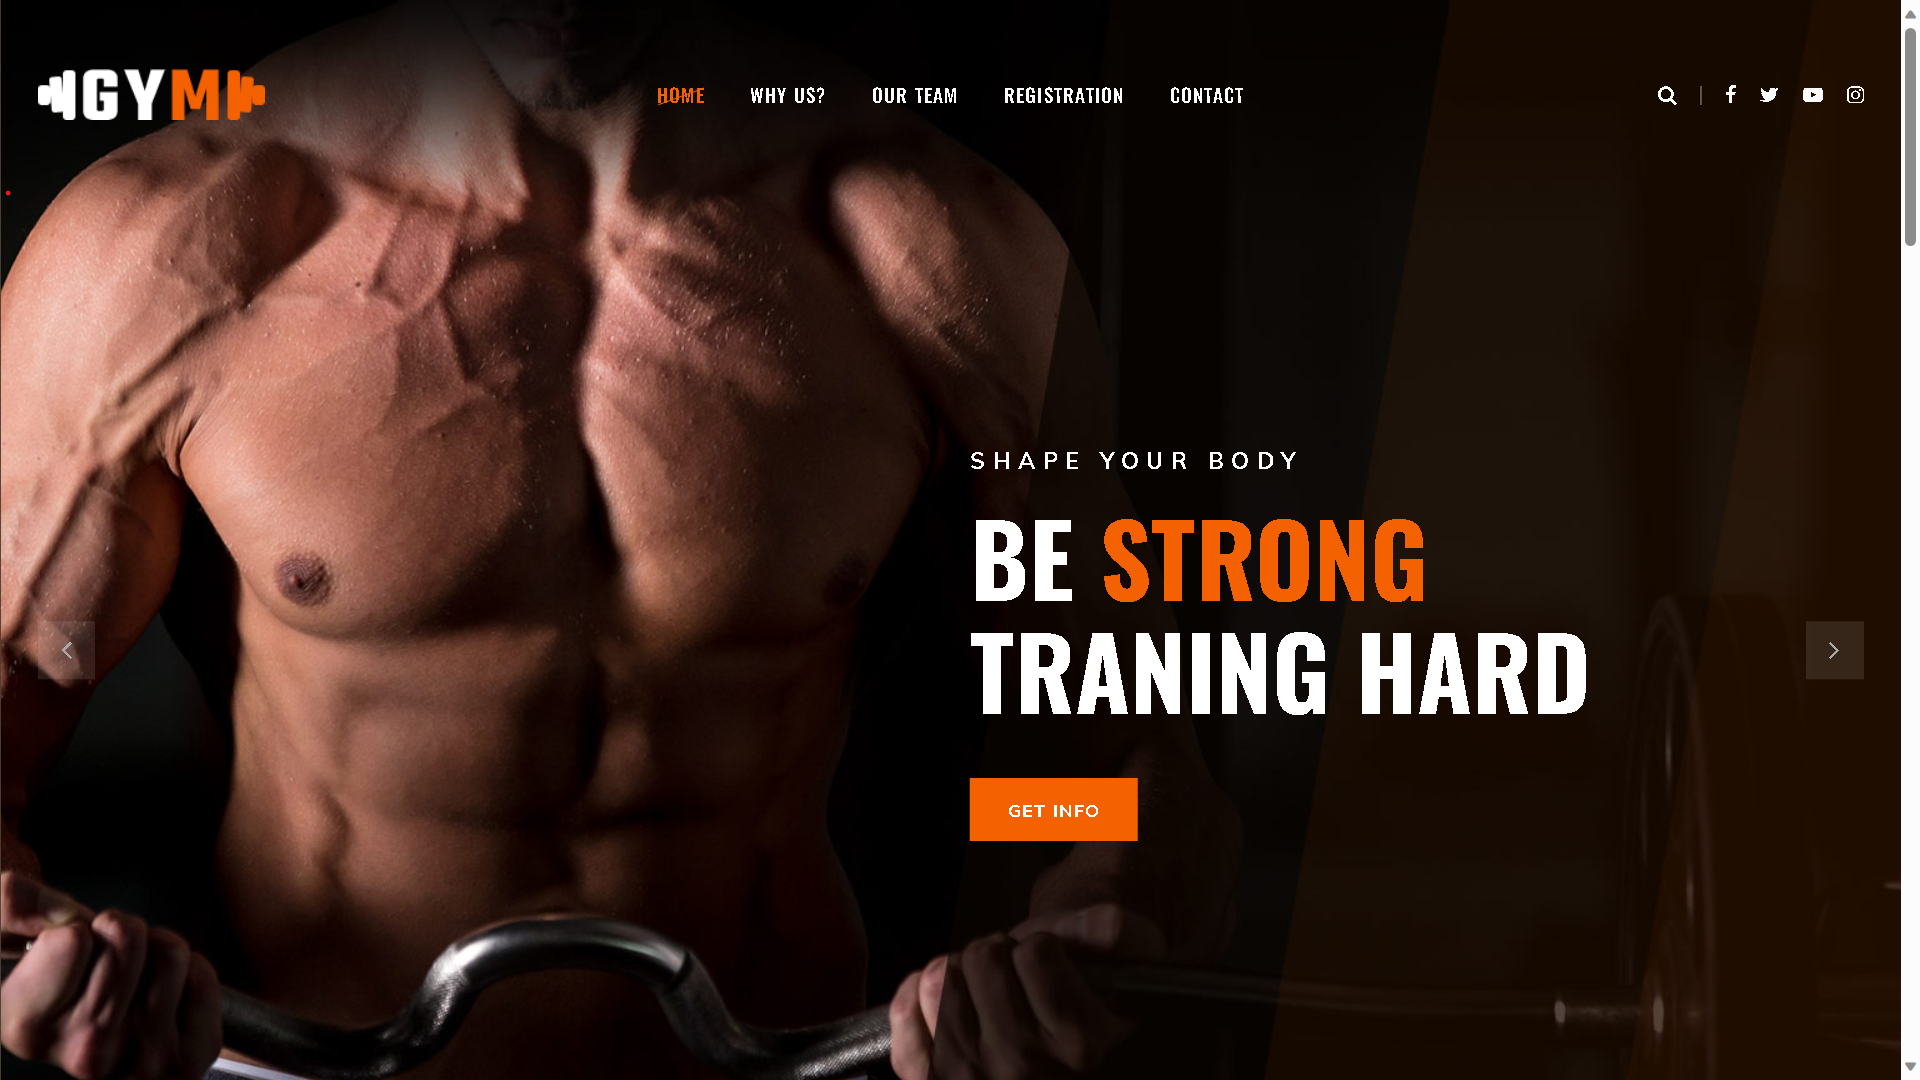 GYM
HOME WHY US? OUR TEAM REGISTRATION CONTACT
SHAPE YOUR BODY
BE STRONG
TRANING HARD
GET INFO